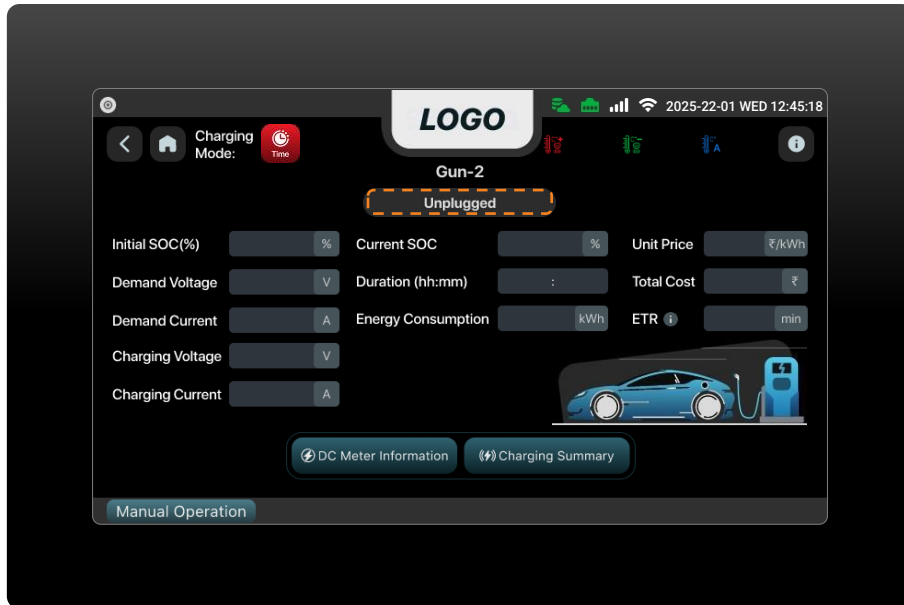 LOGO
2025-22-01 WED 12:45:18
Charging
Mode:
Time
A
Gun-2
Unplugged
Initial SOC(%) % Current SOC % Unit Price ₹/kWh
Demand Voltage V Duration (hh:mm) : Total Cost ₹
Demand Current A Energy Consumption kWh ETR i min
Charging Voltage V
Charging Current A
DC Meter Information Charging Summary
Manual Operation